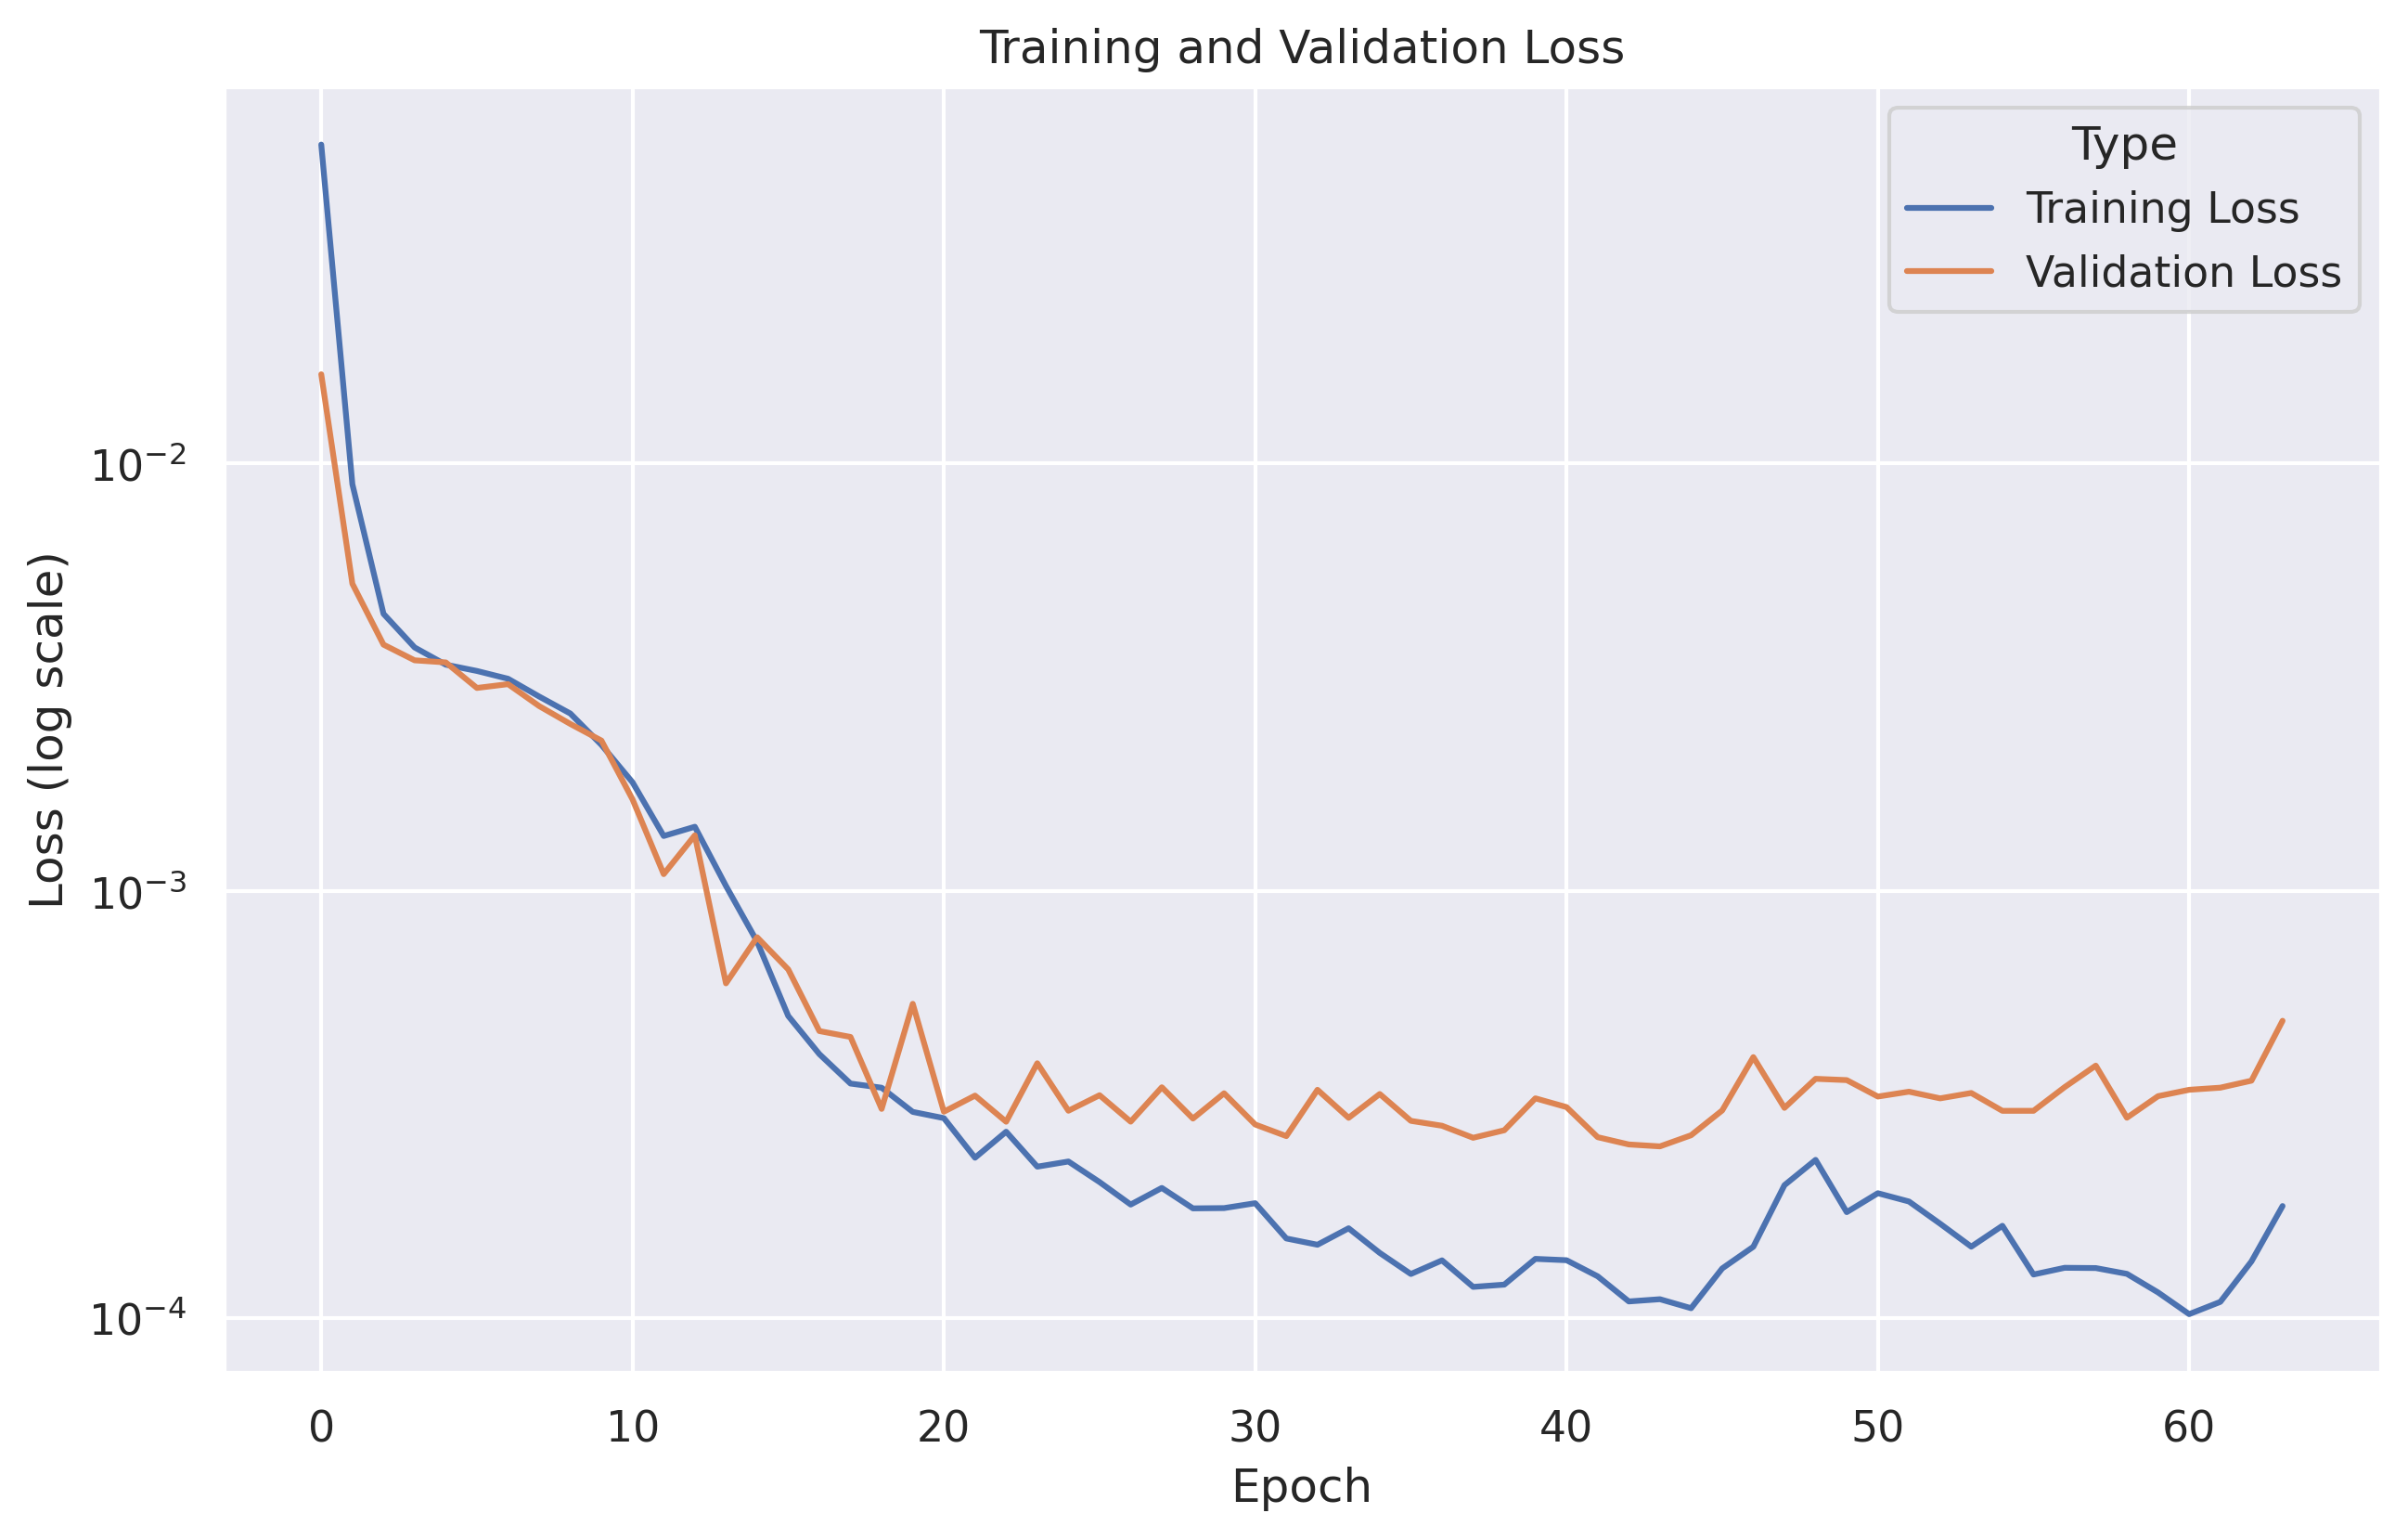 Training and Validation Loss
Type
Training Loss
Validation Loss
Loss (log scale)
10⁻²
10⁻³
10⁻⁴
0 10 20 30 40 50 60
Epoch